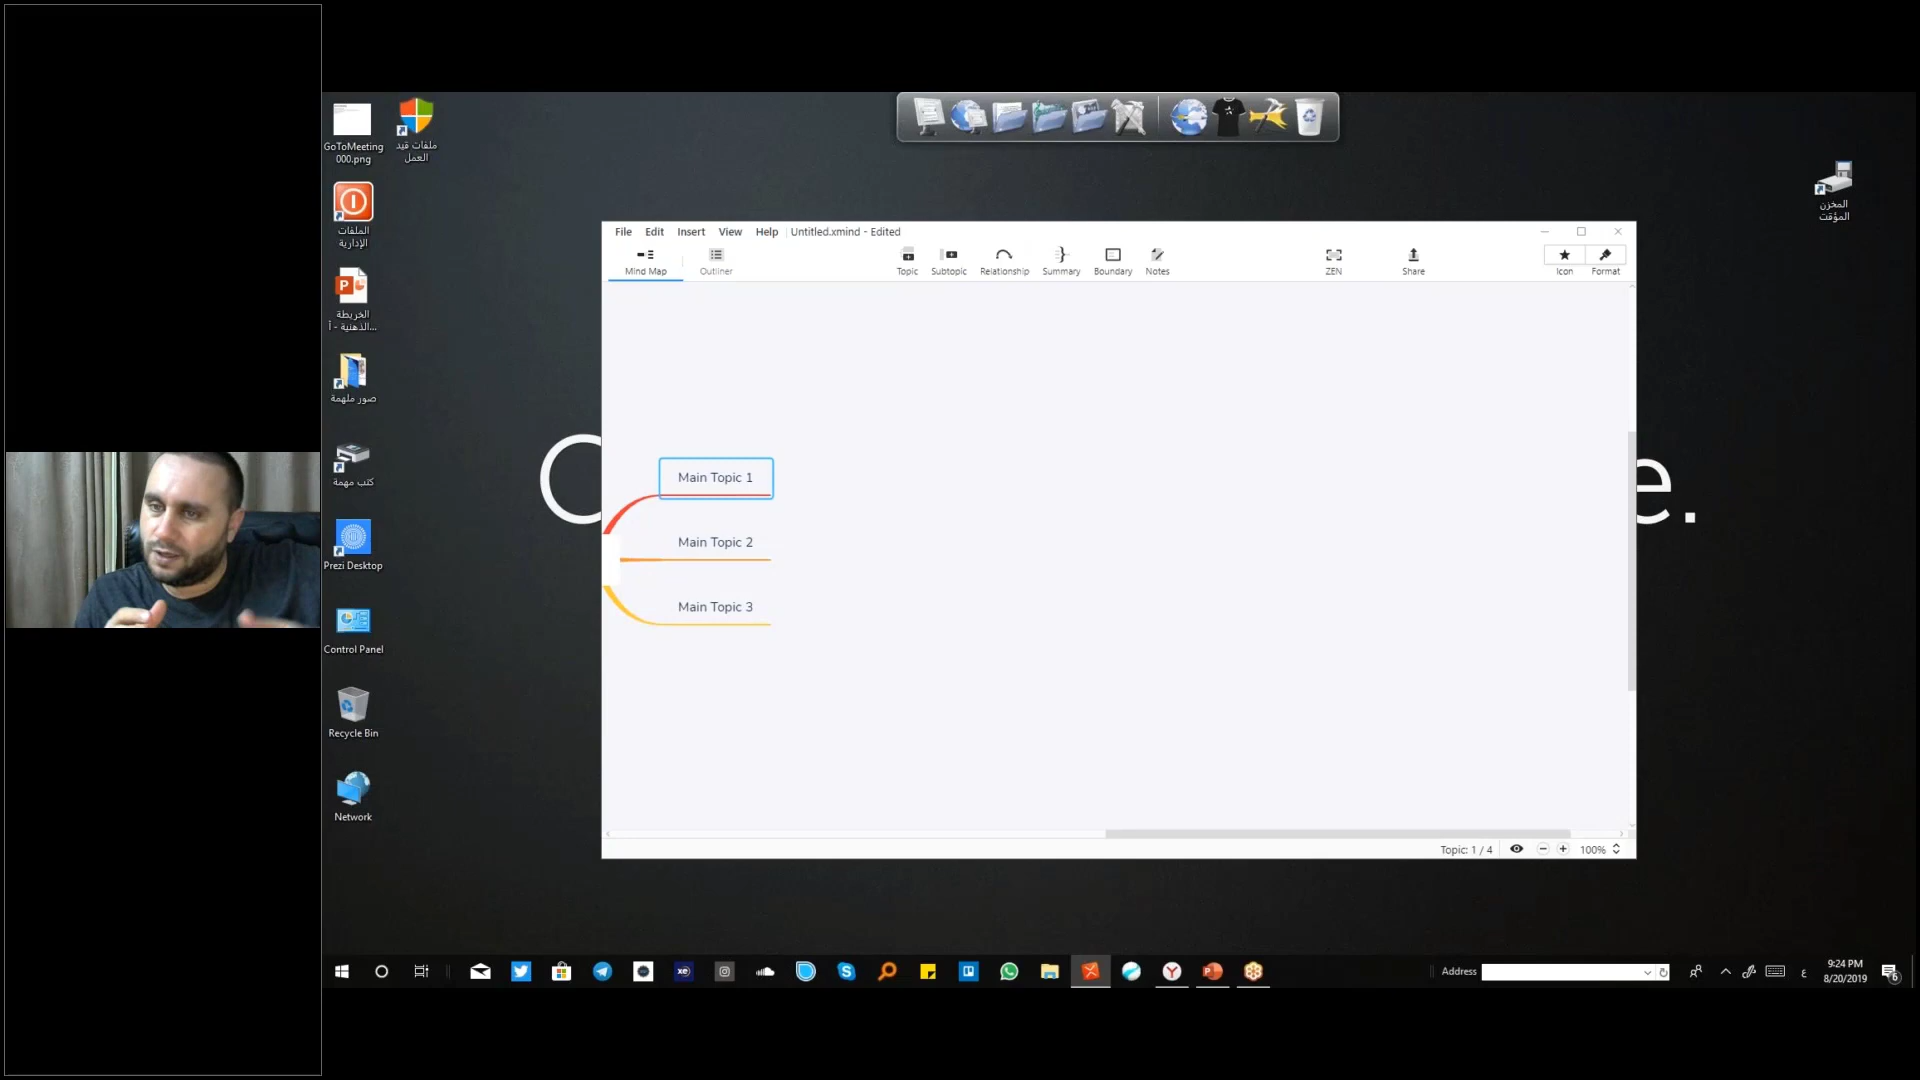 GoToMeeting
000.png
ملفات قيد
العمل
الملفات
الإدارية
الخريطة
الذهنية - أ...
صور ملهمة
كتب مهمة
Prezi Desktop
Control Panel
Recycle Bin
Network
المخزن
المؤقت
File Edit Insert View Help Untitled.xmind - Edited
Mind Map Outliner Topic Subtopic Relationship Summary Boundary Notes ZEN Share Icon Format
Main Topic 1
Main Topic 2
Main Topic 3
e.
Topic: 1 / 4 100%
Address
ع
9:24 PM
8/20/2019
6